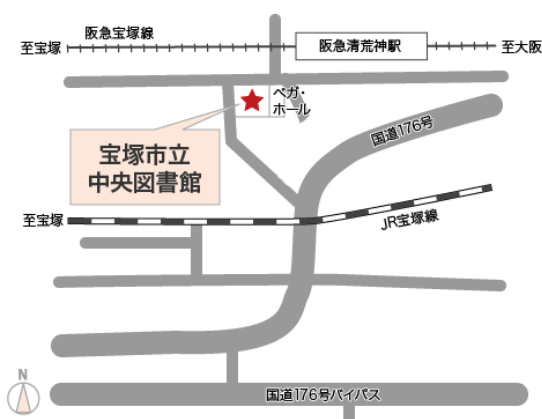 阪急宝塚線
至宝塚
阪急清荒神駅
至大阪
ベガ・
ホール
国道176号
宝塚市立
中央図書館
至宝塚
JR宝塚線
N
国道176号バイパス